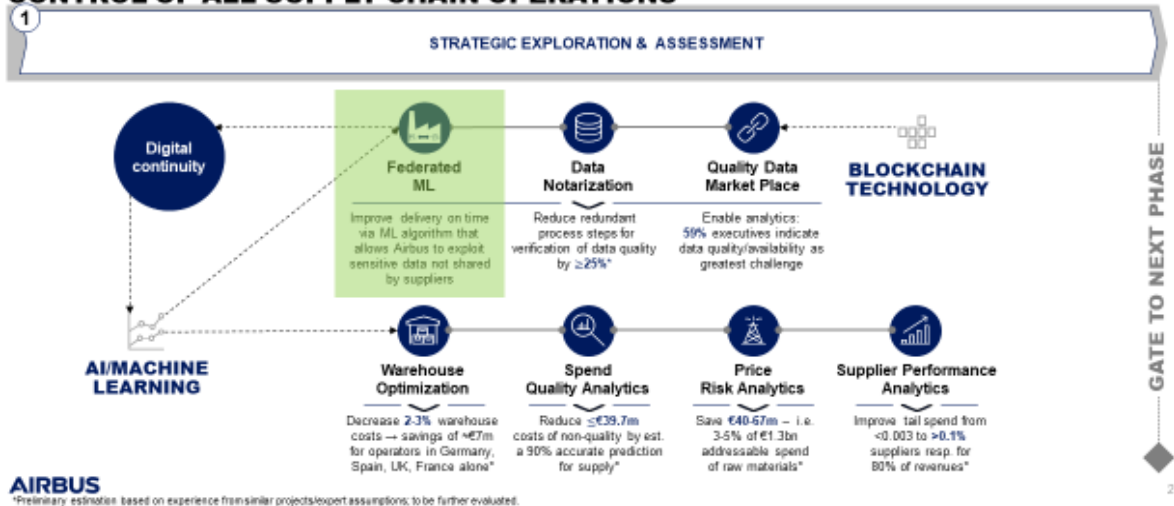 CONTROL OF ALL SUPPLY CHAIN OPERATIONS
1
STRATEGIC EXPLORATION & ASSESSMENT
Digital
continuity
Federated
ML
Improve delivery on time
via ML algorithm that
allows Airbus to exploit
sensitive data not shared
by suppliers
Data
Notarization
Reduce redundant
process steps for
verification of data quality
by ≥25%*
Quality Data
Market Place
Enable analytics:
59% executives indicate
data quality/availability as
greatest challenge
BLOCKCHAIN
TECHNOLOGY
AI/MACHINE
LEARNING
Warehouse
Optimization
Decrease 2-3% warehouse
costs → savings of ≈€7m
for operators in Germany,
Spain, UK, France alone*
Spend
Quality Analytics
Reduce ≤€39.7m
costs of non-quality by est.
a 90% accurate prediction
for supply*
Price
Risk Analytics
Save €40-67m – i.e.
3-5% of €1.3bn
addressable spend
of raw materials*
Supplier Performance
Analytics
Improve tail spend from
<0.003 to >0.1%
suppliers resp. for
80% of revenues*
GATE TO NEXT PHASE
AIRBUS
*Preliminary estimation based on experience from similar projects/expert assumptions; to be further evaluated.
2